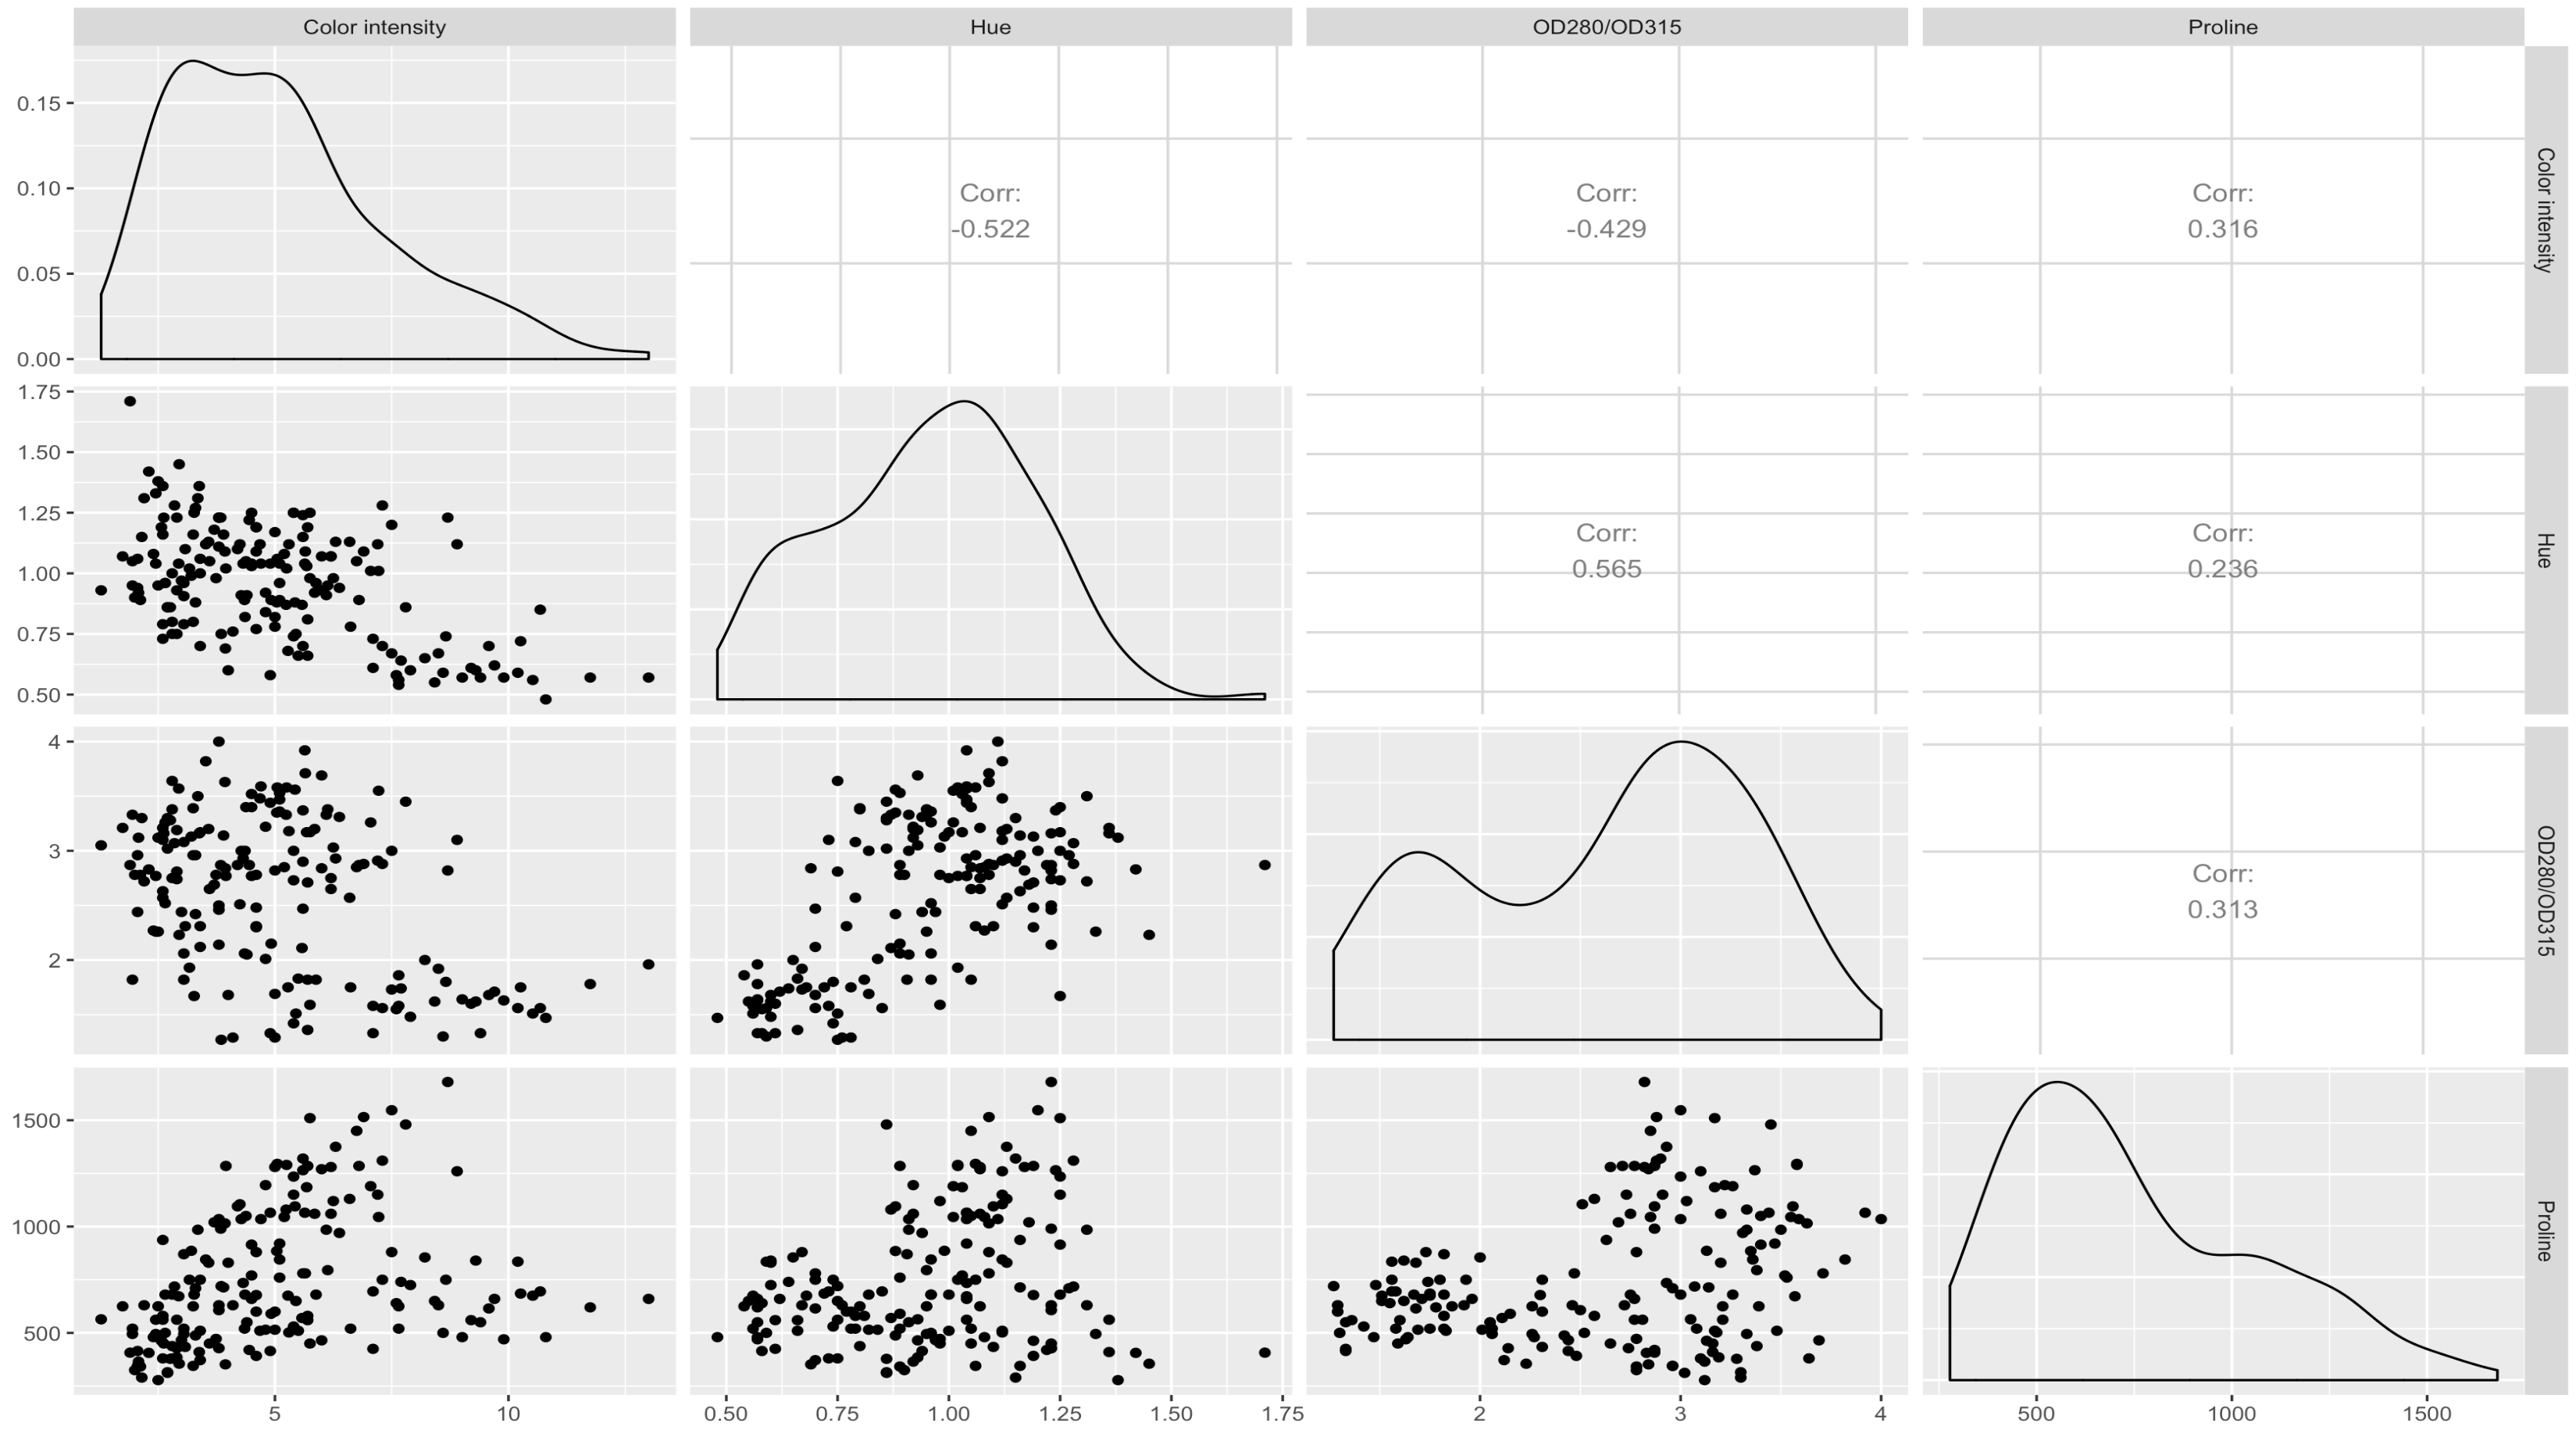 Color intensity
Hue
OD280/OD315
Proline
0.15
0.10
0.05
0.00
Corr:
-0.522
Corr:
-0.429
Corr:
0.316
Color intensity
1.75
1.50
1.25
1.00
0.75
0.50
Corr:
0.565
Corr:
0.236
Hue
4
3
2
Corr:
0.313
OD280/OD315
1500
1000
500
Proline
5
10
0.50
0.75
1.00
1.25
1.50
1.75
2
3
4
500
1000
1500